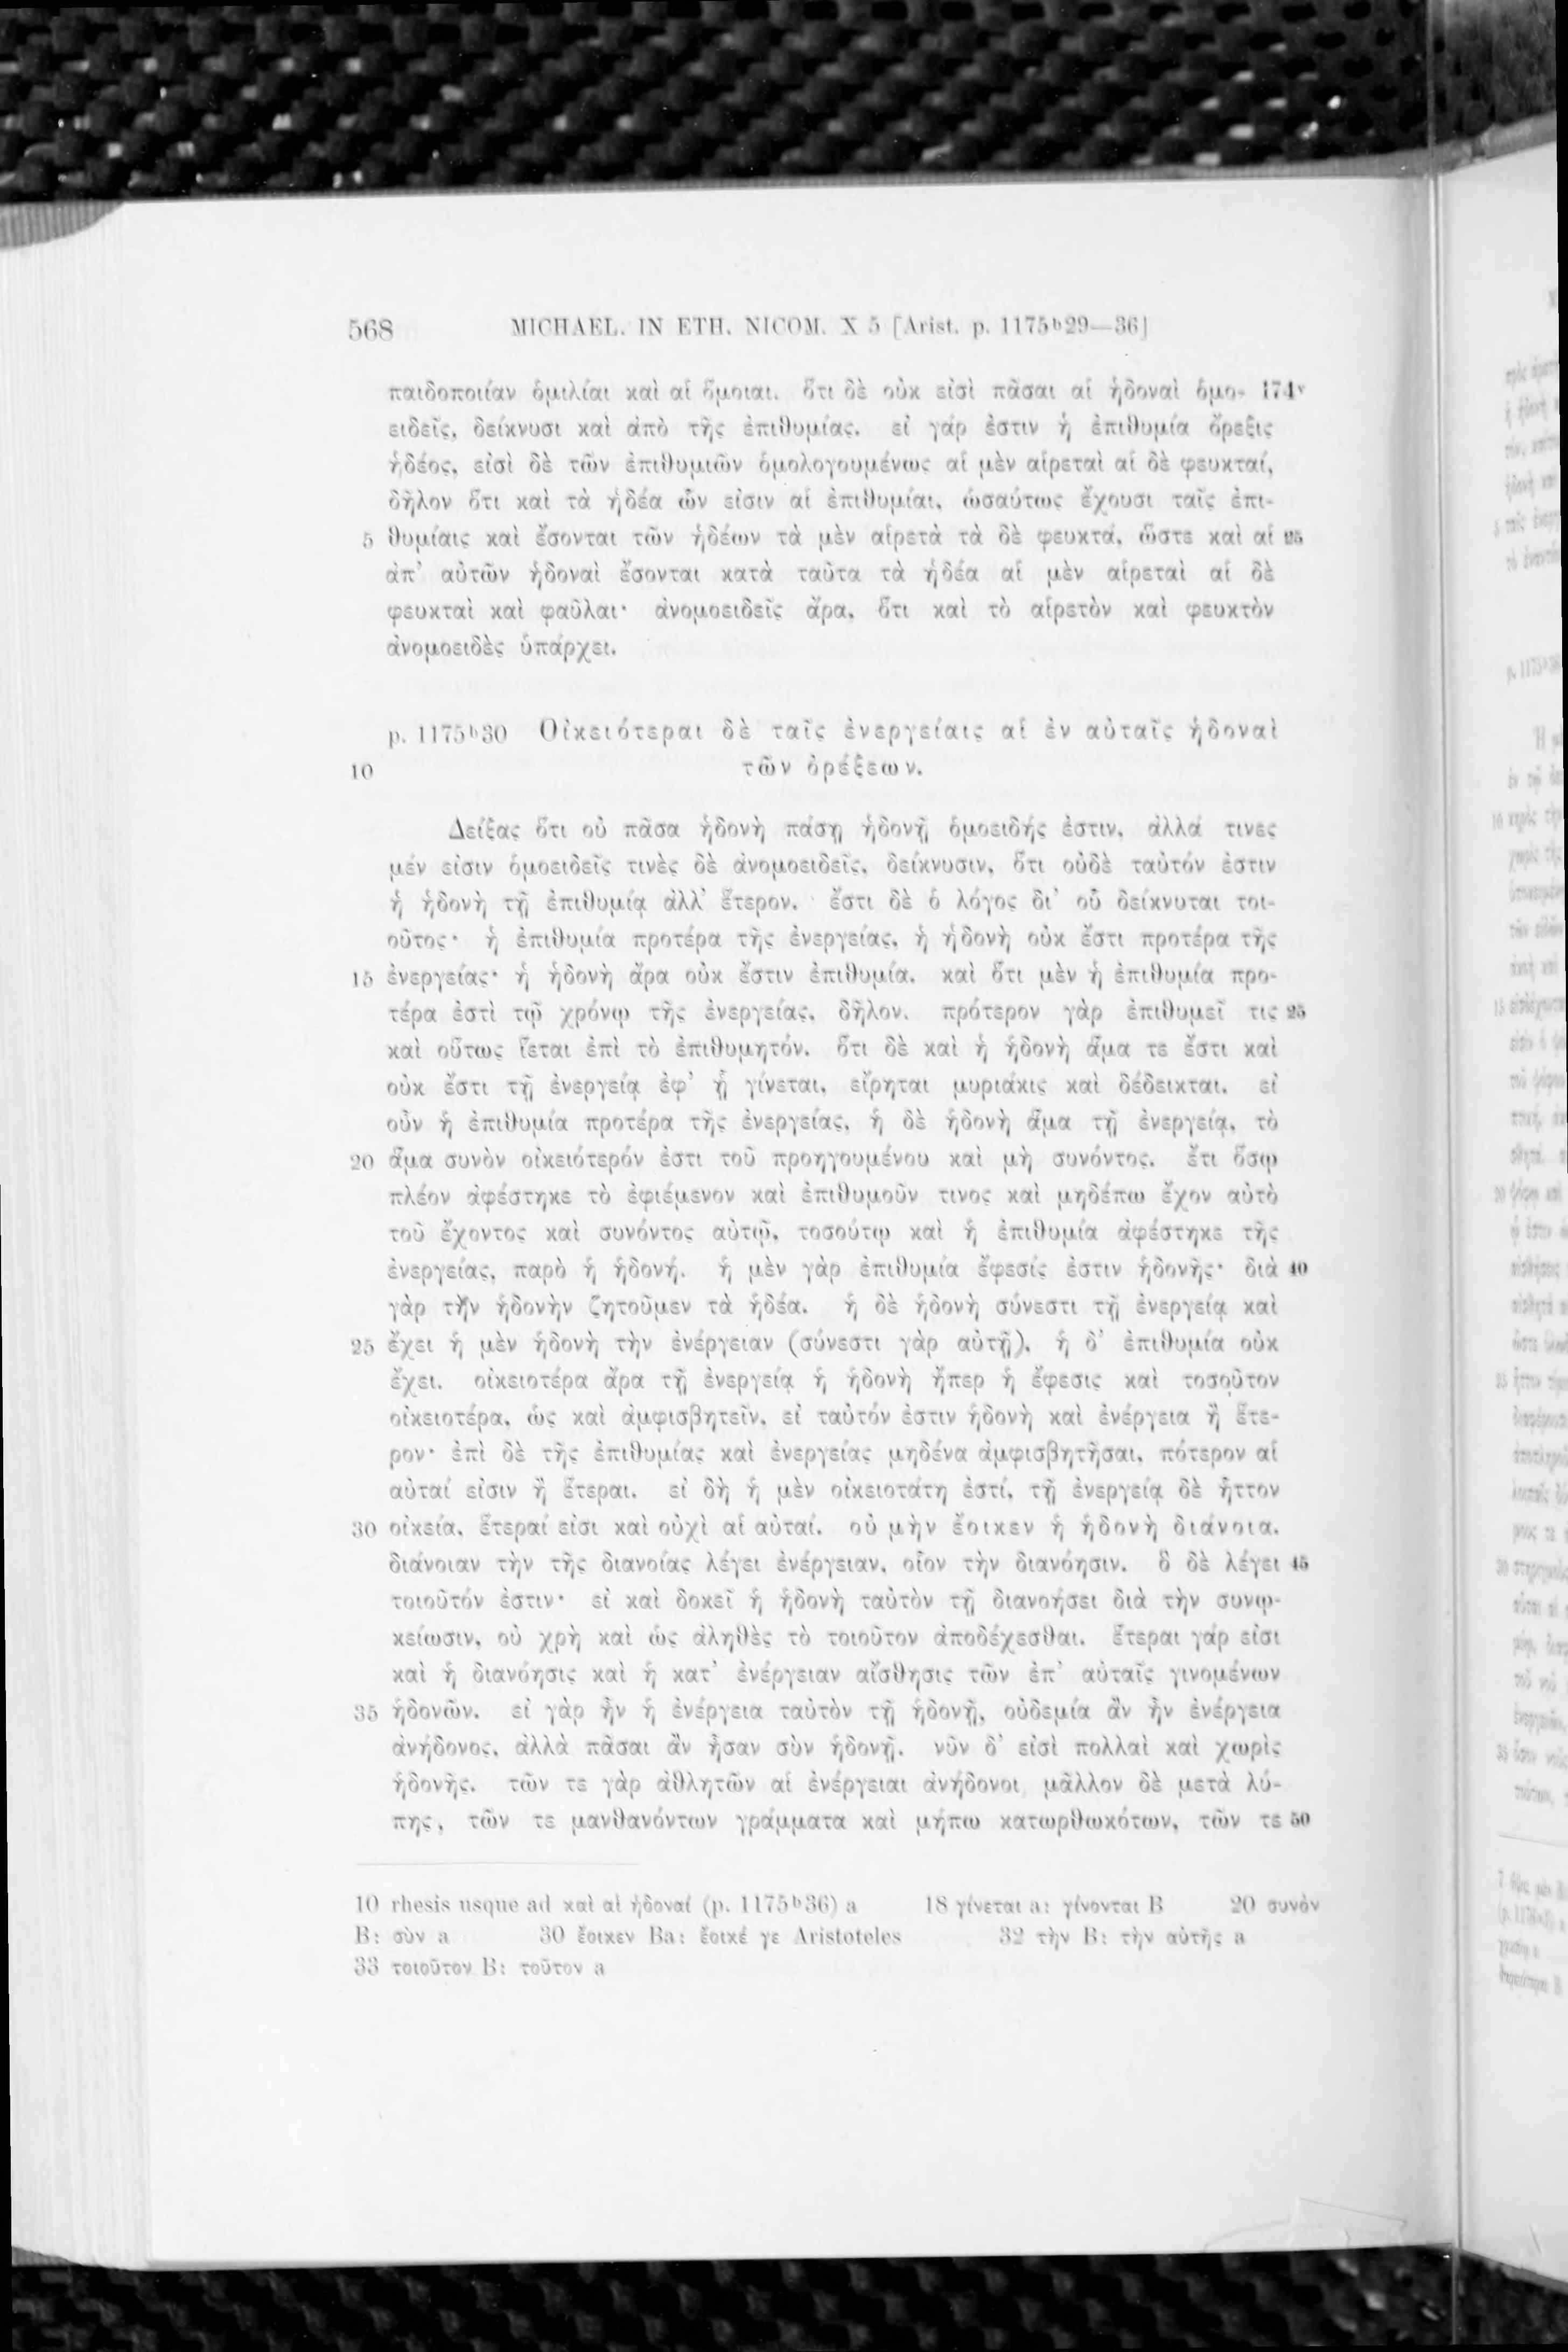 568 MICHAEL. IN ETH. NICOM. X 5 [Arist. p. 1175ᵇ29—36]
παιδοποιίαν ὁμιλίαι καὶ αἱ ὅμοιαι. ὅτι δὲ οὐκ εἰσὶ πᾶσαι αἱ ἡδοναὶ ὁμο- 174ᵛ
ειδεῖς, δείκνυσι καὶ ἀπὸ τῆς ἐπιθυμίας. εἰ γάρ ἐστιν ἡ ἐπιθυμία ὄρεξις
ἡδέος, εἰσὶ δὲ τῶν ἐπιθυμιῶν ὁμολογουμένως αἱ μὲν αἱρεταὶ αἱ δὲ φευκταί,
δῆλον ὅτι καὶ τὰ ἡδέα ὧν εἰσιν αἱ ἐπιθυμίαι, ὡσαύτως ἔχουσι ταῖς ἐπι-
5 θυμίαις καὶ ἔσονται τῶν ἡδέων τὰ μὲν αἱρετὰ τὰ δὲ φευκτά, ὥστε καὶ αἱ 25
ἀπ' αὐτῶν ἡδοναὶ ἔσονται κατὰ ταῦτα τὰ ἡδέα αἱ μὲν αἱρεταὶ αἱ δὲ
φευκταὶ καὶ φαῦλαι· ἀνομοειδεῖς ἄρα, ὅτι καὶ τὸ αἱρετὸν καὶ φευκτὸν
ἀνομοειδὲς ὑπάρχει.
p. 1175ᵇ30 Οἰκειότεραι δὲ ταῖς ἐνεργείαις αἱ ἐν αὐταῖς ἡδοναὶ
10 τῶν ὀρέξεων.
Δείξας ὅτι οὐ πᾶσα ἡδονὴ πάσῃ ἡδονῇ ὁμοειδής ἐστιν, ἀλλά τινες
μέν εἰσιν ὁμοειδεῖς τινὲς δὲ ἀνομοειδεῖς, δείκνυσιν, ὅτι οὐδὲ ταὐτόν ἐστιν
ἡ ἡδονὴ τῇ ἐπιθυμίᾳ ἀλλ' ἕτερον. ἔστι δὲ ὁ λόγος δι' οὗ δείκνυται τοι-
οῦτος· ἡ ἐπιθυμία προτέρα τῆς ἐνεργείας, ἡ ἡδονὴ οὐκ ἔστι προτέρα τῆς
15 ἐνεργείας· ἡ ἡδονὴ ἄρα οὐκ ἔστιν ἐπιθυμία. καὶ ὅτι μὲν ἡ ἐπιθυμία προ-
τέρα ἐστὶ τῷ χρόνῳ τῆς ἐνεργείας, δῆλον. πρότερον γὰρ ἐπιθυμεῖ τις 25
καὶ οὕτως ἵεται ἐπὶ τὸ ἐπιθυμητόν. ὅτι δὲ καὶ ἡ ἡδονὴ ἅμα τε ἔστι καὶ
οὐκ ἔστι τῇ ἐνεργείᾳ ἐφ' ᾗ γίνεται, εἴρηται μυριάκις καὶ δέδεικται. εἰ
οὖν ἡ ἐπιθυμία προτέρα τῆς ἐνεργείας, ἡ δὲ ἡδονὴ ἅμα τῇ ἐνεργείᾳ, τὸ
20 ἅμα συνὸν οἰκειότερόν ἐστι τοῦ προηγουμένου καὶ μὴ συνόντος. ἔτι ὅσῳ
πλέον ἀφέστηκε τὸ ἐφιέμενον καὶ ἐπιθυμοῦν τινος καὶ μηδέπω ἔχον αὐτὸ
τοῦ ἔχοντος καὶ συνόντος αὐτῷ, τοσούτῳ καὶ ἡ ἐπιθυμία ἀφέστηκε τῆς
ἐνεργείας, παρὸ ἡ ἡδονή. ἡ μὲν γὰρ ἐπιθυμία ἔφεσίς ἐστιν ἡδονῆς· διὰ 40
γὰρ τὴν ἡδονὴν ζητοῦμεν τὰ ἡδέα. ἡ δὲ ἡδονὴ σύνεστι τῇ ἐνεργείᾳ καὶ
25 ἔχει ἡ μὲν ἡδονὴ τὴν ἐνέργειαν (σύνεστι γὰρ αὐτῇ), ἡ δ' ἐπιθυμία οὐκ
ἔχει. οἰκειοτέρα ἄρα τῇ ἐνεργείᾳ ἡ ἡδονὴ ἤπερ ἡ ἔφεσις καὶ τοσοῦτον
οἰκειοτέρα, ὡς καὶ ἀμφισβητεῖν, εἰ ταὐτόν ἐστιν ἡδονὴ καὶ ἐνέργεια ἢ ἕτε-
ρον· ἐπὶ δὲ τῆς ἐπιθυμίας καὶ ἐνεργείας μηδένα ἀμφισβητῆσαι, πότερον αἱ
αὐταί εἰσιν ἢ ἕτεραι. εἰ δὴ ἡ μὲν οἰκειοτάτη ἐστί, τῇ ἐνεργείᾳ δὲ ἧττον
30 οἰκεία, ἕτεραί εἰσι καὶ οὐχὶ αἱ αὐταί. οὐ μὴν ἔοικεν ἡ ἡδονὴ διάνοια.
διάνοιαν τὴν τῆς διανοίας λέγει ἐνέργειαν, οἷον τὴν διανόησιν. ὃ δὲ λέγει 45
τοιοῦτόν ἐστιν· εἰ καὶ δοκεῖ ἡ ἡδονὴ ταὐτὸν τῇ διανοήσει διὰ τὴν συνῳ-
κείωσιν, οὐ χρὴ καὶ ὡς ἀληθὲς τὸ τοιοῦτον ἀποδέχεσθαι. ἕτεραι γάρ εἰσι
καὶ ἡ διανόησις καὶ ἡ κατ' ἐνέργειαν αἴσθησις τῶν ἐπ' αὐταῖς γινομένων
35 ἡδονῶν. εἰ γὰρ ἦν ἡ ἐνέργεια ταὐτὸν τῇ ἡδονῇ, οὐδεμία ἂν ἦν ἐνέργεια
ἀνήδονος, ἀλλὰ πᾶσαι ἂν ἦσαν σὺν ἡδονῇ. νῦν δ' εἰσὶ πολλαὶ καὶ χωρὶς
ἡδονῆς. τῶν τε γὰρ ἀθλητῶν αἱ ἐνέργειαι ἀνήδονοι, μᾶλλον δὲ μετὰ λύ-
πης, τῶν τε μανθανόντων γράμματα καὶ μήπω κατωρθωκότων, τῶν τε 50
10 rhesis usque ad καὶ αἱ ἡδοναί (p. 1175ᵇ36) a 18 γίνεται a: γίνονται B 20 συνὸν
B: σὺν a 30 ἔοικεν Ba: ἔοικέ γε Aristoteles 32 τὴν B: τὴν αὐτῆς a
33 τοιοῦτον B: τοῦτον a